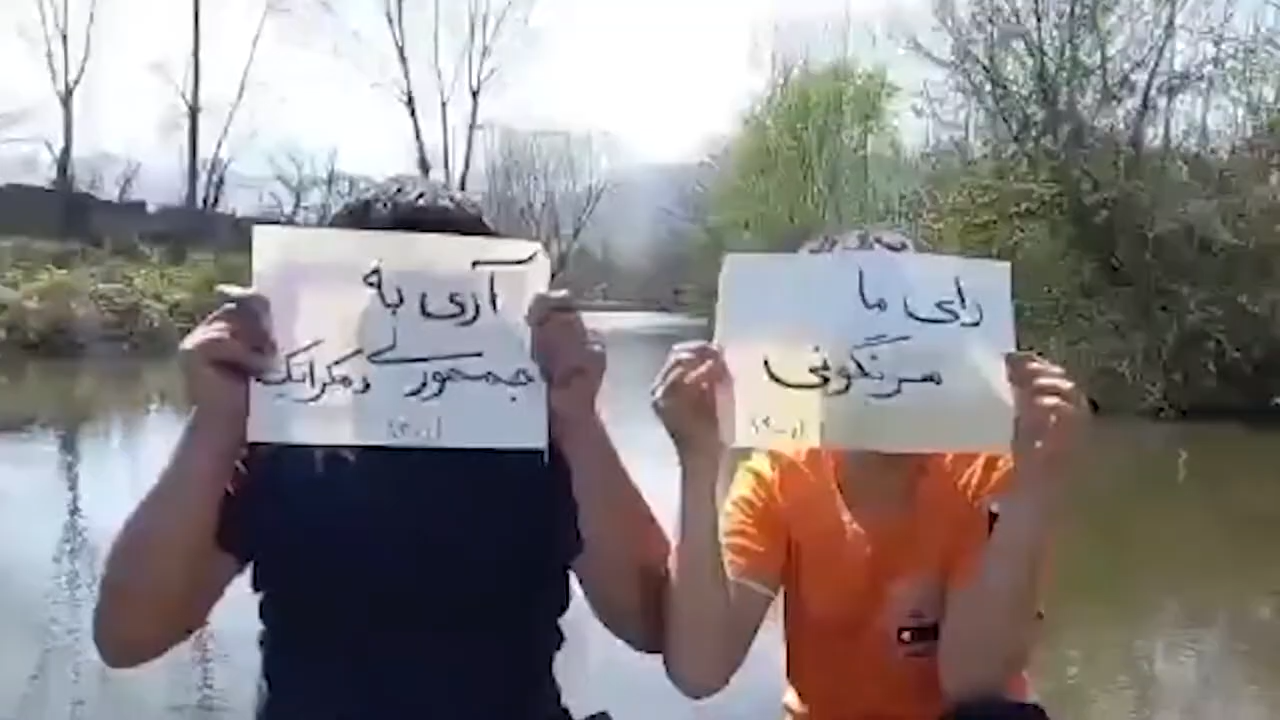 رای ما
سرنگونی
آری به
جمهوری دمکراتیک